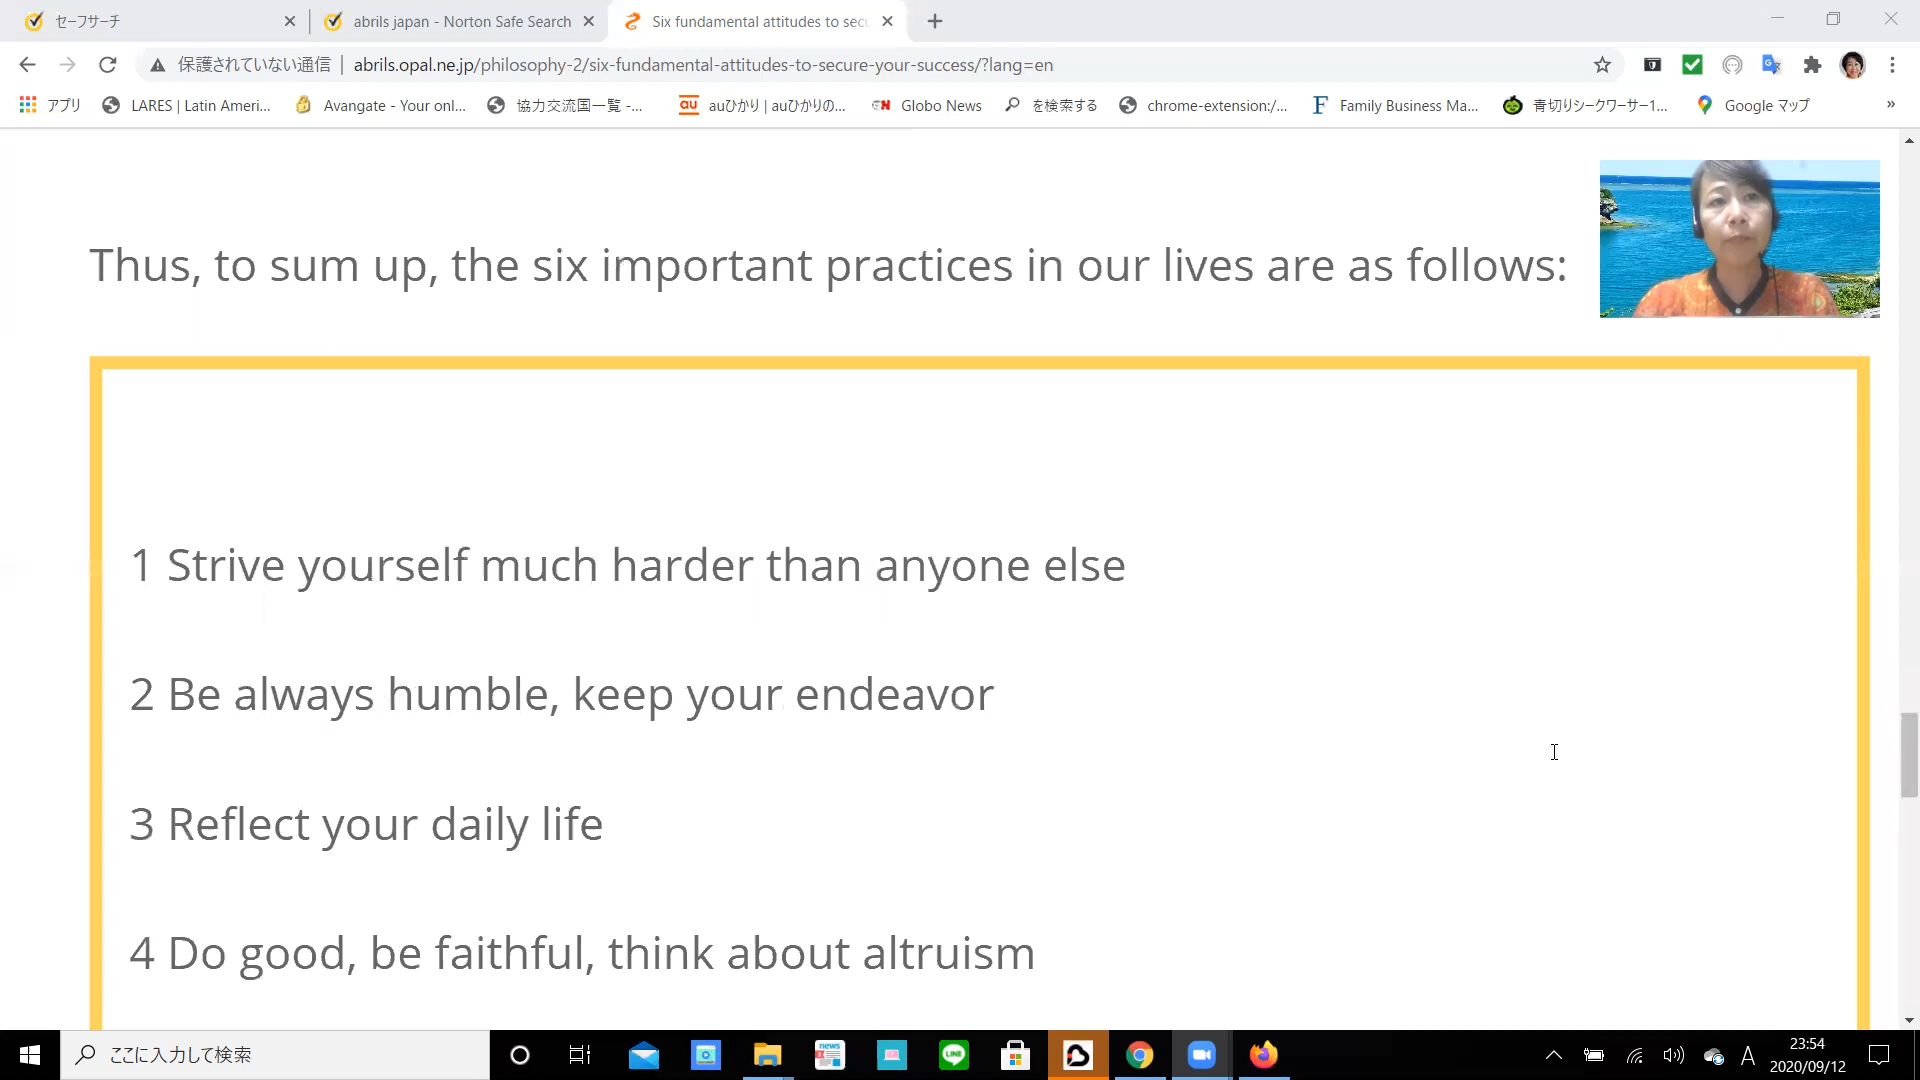 セーフサーチ
abrils japan - Norton Safe Search
Six fundamental attitudes to secu
保護されていない通信
abrils.opal.ne.jp/philosophy-2/six-fundamental-attitudes-to-secure-your-success/?lang=en
アプリ
LARES | Latin Ameri...
Avangate - Your onl...
協力交流国一覧 -...
au
auひかり | auひかりの...
Globo News
を検索する
chrome-extension:/...
F
Family Business Ma...
青切りシークワーサー1...
Google マップ
»
Thus, to sum up, the six important practices in our lives are as follows:
1 Strive yourself much harder than anyone else
2 Be always humble, keep your endeavor
3 Reflect your daily life
4 Do good, be faithful, think about altruism
ここに入力して検索
news
LINE
A
23:54
2020/09/12